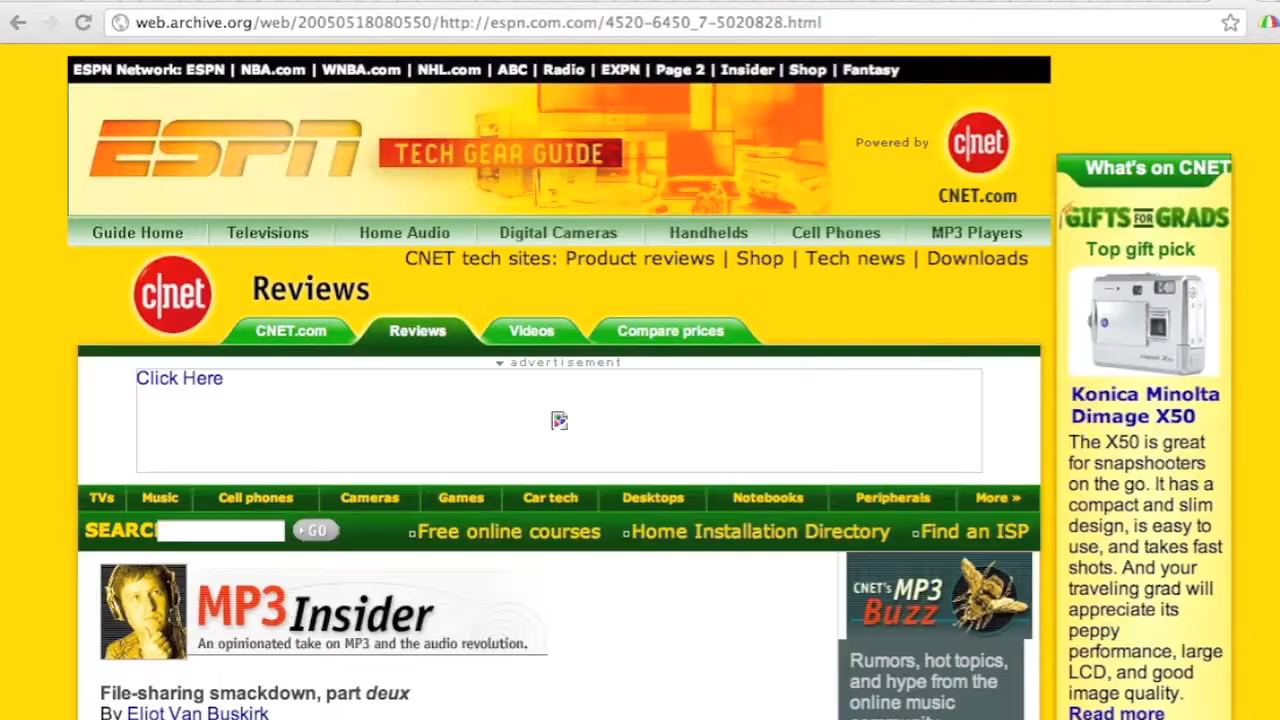 web.archive.org/web/20050518080550/http://espn.com.com/4520-6450_7-5020828.html
ESPN Network: ESPN | NBA.com | WNBA.com | NHL.com | ABC | Radio | EXPN | Page 2 | Insider | Shop | Fantasy
ESPN
TECH GEAR GUIDE
Powered by
c|net
CNET.com
Guide Home Televisions Home Audio Digital Cameras Handhelds Cell Phones MP3 Players
CNET tech sites: Product reviews | Shop | Tech news | Downloads
c|net
Reviews
CNET.com Reviews Videos Compare prices
advertisement
Click Here
TVs Music Cell phones Cameras Games Car tech Desktops Notebooks Peripherals More »
SEARC GO Free online courses Home Installation Directory Find an ISP
MP3 Insider
An opinionated take on MP3 and the audio revolution.
File-sharing smackdown, part deux
By Eliot Van Buskirk
CNET's MP3
Buzz
Rumors, hot topics,
and hype from the
online music
community.
What's on CNET
GIFTS FOR GRADS
Top gift pick
Konica Minolta
Dimage X50
The X50 is great
for snapshooters
on the go. It has a
compact and slim
design, is easy to
use, and takes fast
shots. And your
traveling grad will
appreciate its
peppy
performance, large
LCD, and good
image quality.
Read more